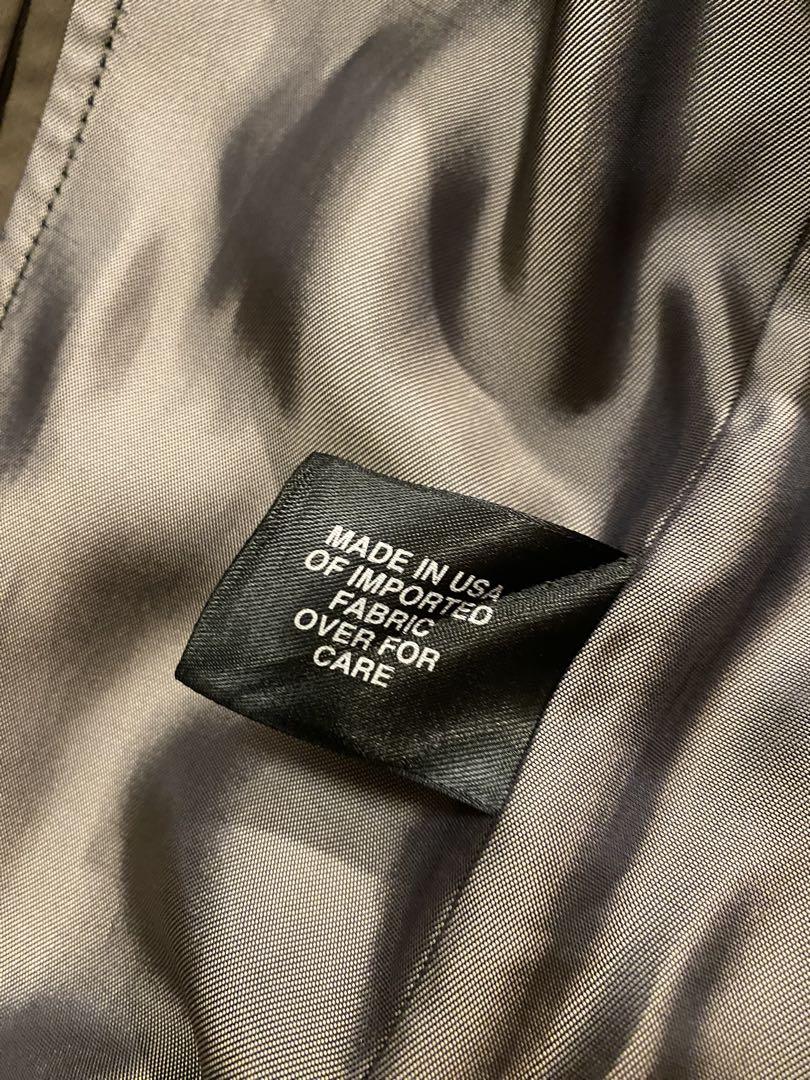 MADE IN USA
OF IMPORTED
FABRIC
OVER FOR
CARE